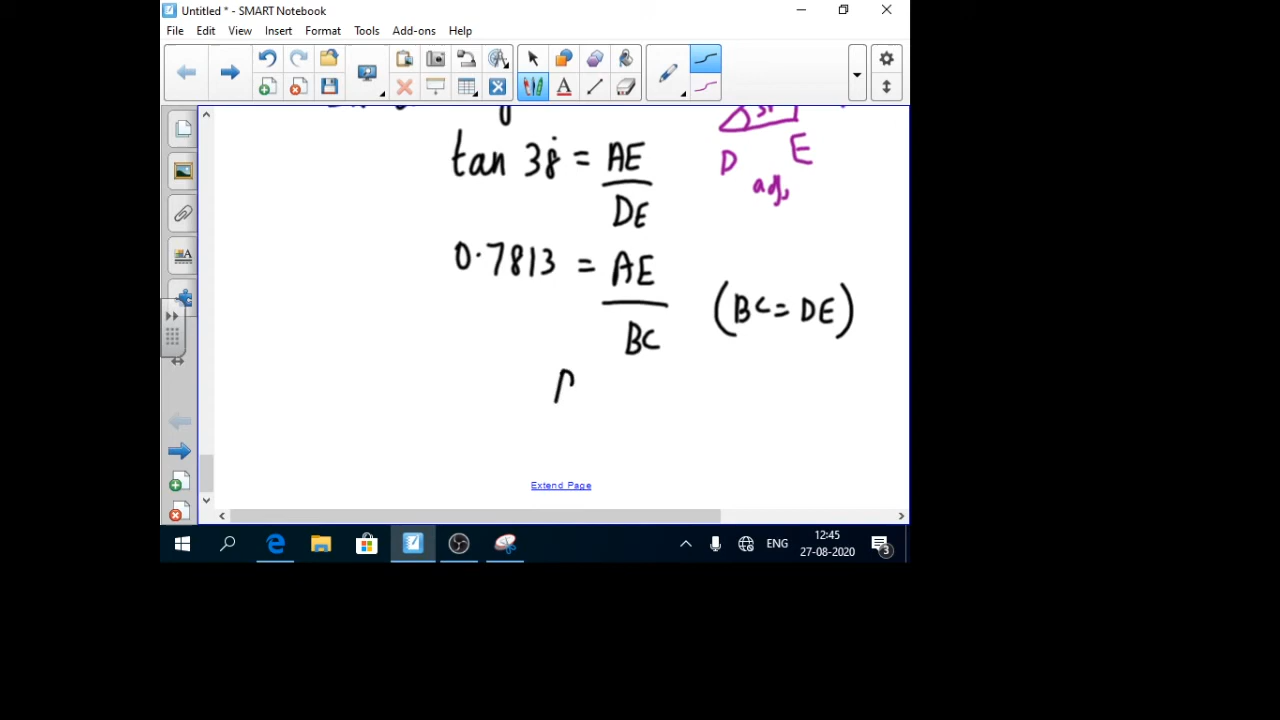 Untitled * - SMART Notebook
File Edit View Insert Format Tools Add-ons Help
tan 38° = AE
DE
D E
adj
0.7813 = AE
BC
(BC = DE)
Extend Page
ENG
12:45
27-08-2020
3